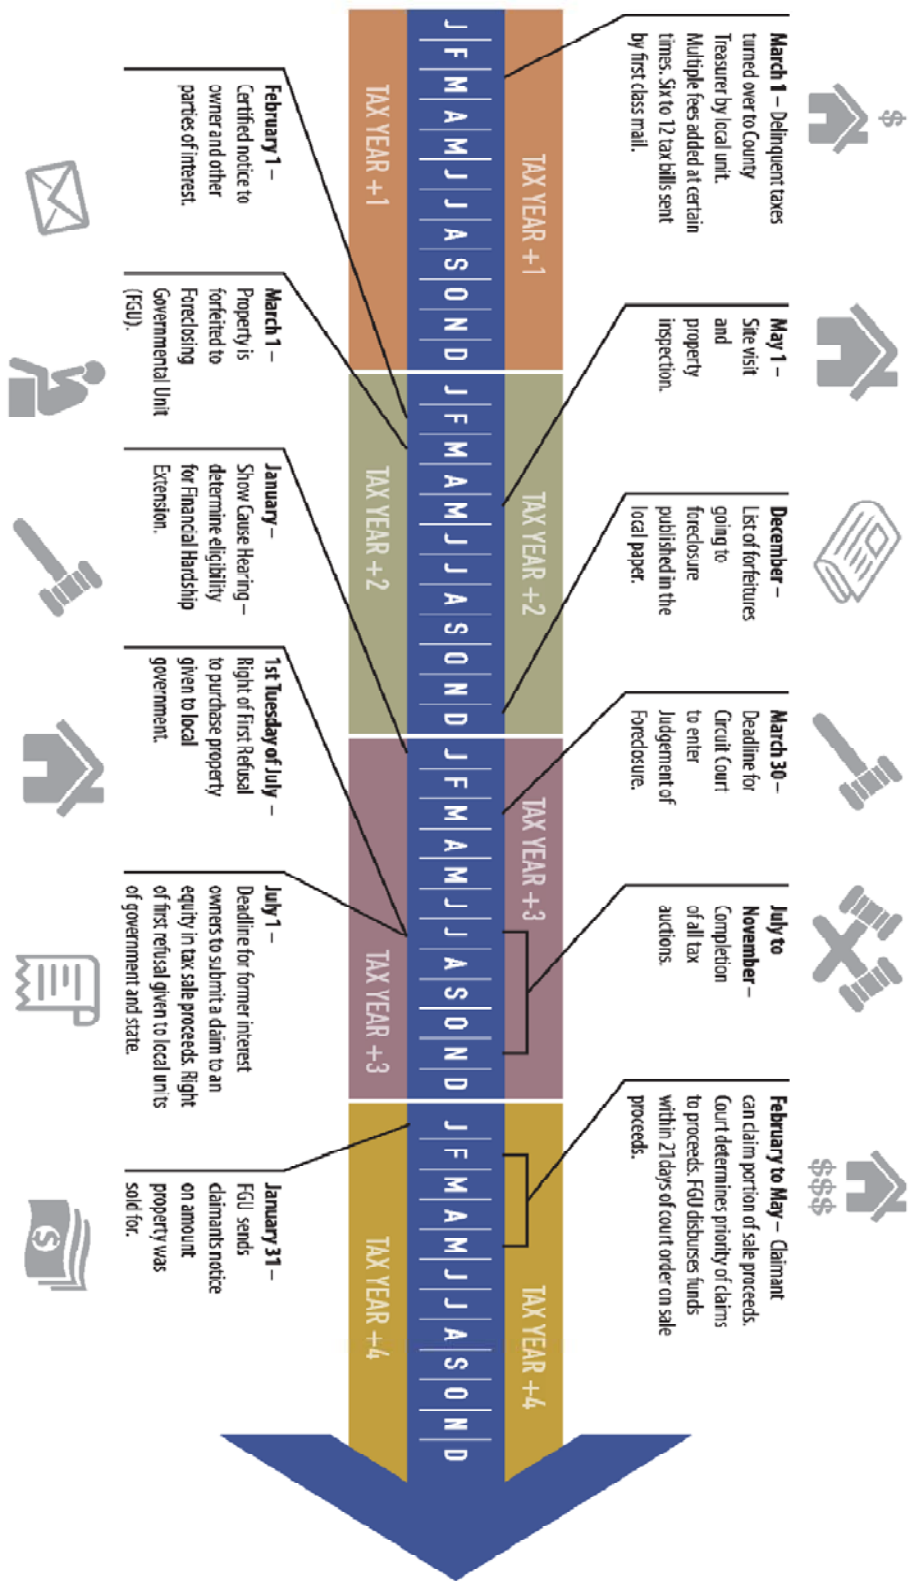 $
March 1 – Delinquent taxes
turned over to County
Treasurer by local unit.
Multiple fees added at certain
times. Six to 12 tax bills sent
by first class mail.
May 1 –
Site visit
and
property
inspection.
December –
List of forfeitures
going to
foreclosure
published in the
local paper.
March 30 –
Deadline for
Circuit Court
to enter
Judgement of
Foreclosure.
July to
November –
Completion
of all tax
auctions.
$$$
February to May – Claimant
can claim portion of sale proceeds.
Court determines priority of claims
to proceeds. FGU disburses funds
within 21days of court order on sale
proceeds.
TAX YEAR +1
TAX YEAR +2
TAX YEAR +3
TAX YEAR +4
J F M A M J J A S O N D J F M A M J J A S O N D J F M A M J J A S O N D J F M A M J J A S O N D
TAX YEAR +1
TAX YEAR +2
TAX YEAR +3
TAX YEAR +4
February 1 –
Certified notice to
owner and other
parties of interest.
March 1 –
Property is
forfeited to
Foreclosing
Governmental Unit
(FGU).
January –
Show Cause Hearing –
determine eligibility
for Financial Hardship
Extension.
1st Tuesday of July –
Right of First Refusal
to purchase property
given to local
government.
July 1 –
Deadline for former interest
owners to submit a claim to an
equity in tax sale proceeds. Right
of first refusal given to local units
of government and state.
January 31 –
FGU sends
claimants notice
on amount
property was
sold for.
$